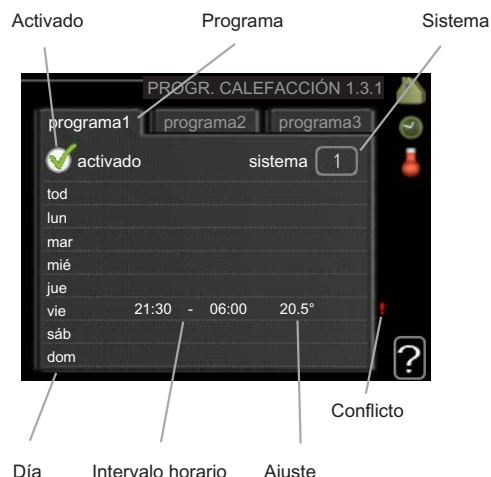 Activado Programa Sistema
PROGR. CALEFACCIÓN 1.3.1
programa1 programa2 programa3
activado sistema 1
tod
lun
mar
mié
jue
vie 21:30 - 06:00 20.5° !
sáb
dom
?
Conflicto
Día Intervalo horario Ajuste